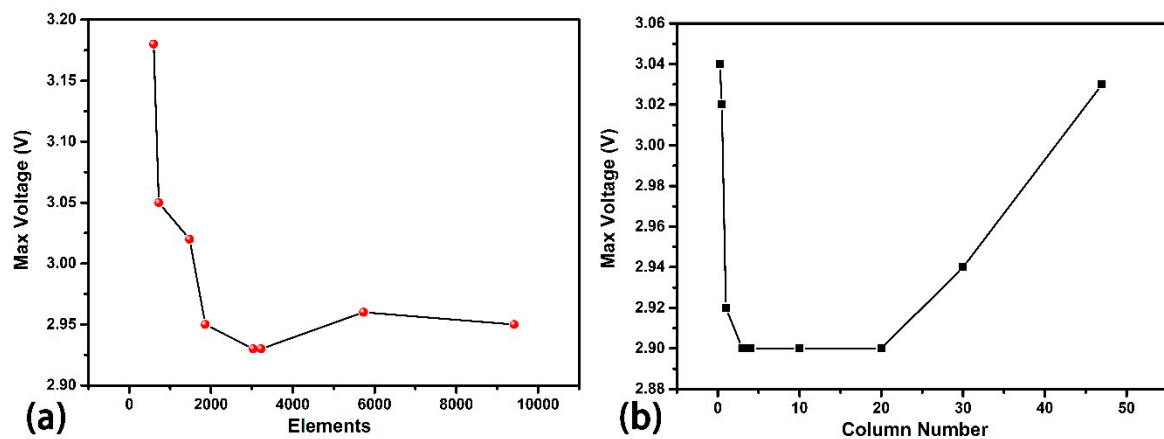 3.20
3.15
3.10
3.05
3.00
2.95
2.90
Max Voltage (V)
0 2000 4000 6000 8000 10000
Elements
(a)
3.06
3.04
3.02
3.00
2.98
2.96
2.94
2.92
2.90
2.88
Max Voltage (V)
0 10 20 30 40 50
Column Number
(b)